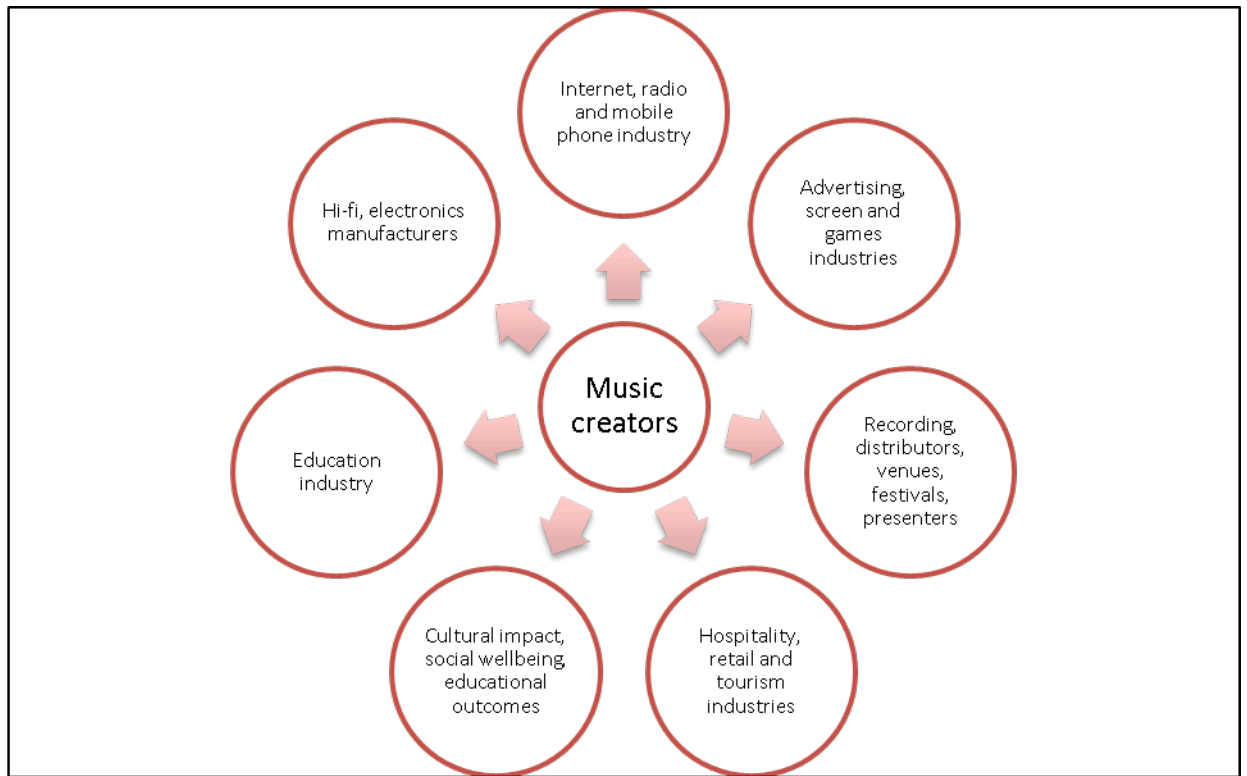 Internet, radio
and mobile
phone industry
Advertising,
screen and
games
industries
Recording,
distributors,
venues,
festivals,
presenters
Hospitality,
retail and
tourism
industries
Cultural impact,
social wellbeing,
educational
outcomes
Education
industry
Hi-fi, electronics
manufacturers
Music
creators